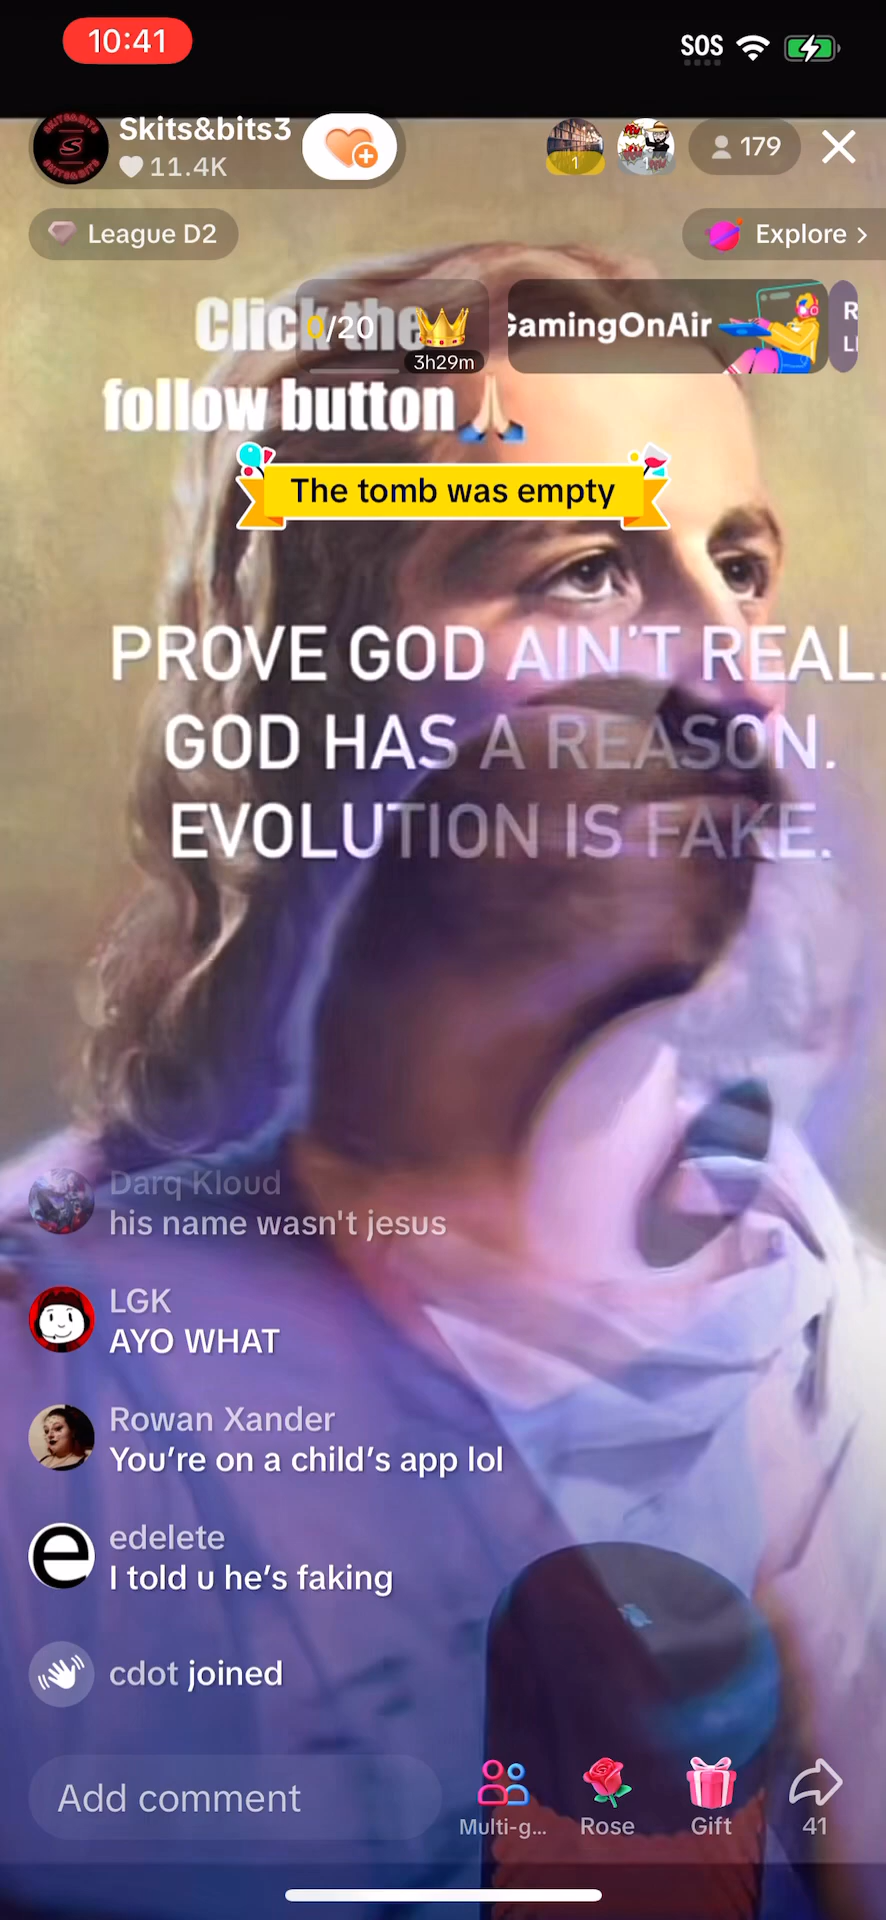 10:41
SOS
Skits&bits3
11.4K
1
1
179
League D2
Explore >
Click the
0/20
3h29m
GamingOnAir
R
LI
follow button
The tomb was empty
PROVE GOD AIN'T REAL.
GOD HAS A REASON.
EVOLUTION IS FAKE.
Darq Kloud
his name wasn't jesus
LGK
AYO WHAT
Rowan Xander
You're on a child's app lol
edelete
I told u he's faking
cdot joined
Add comment
Multi-g...
Rose
Gift
41